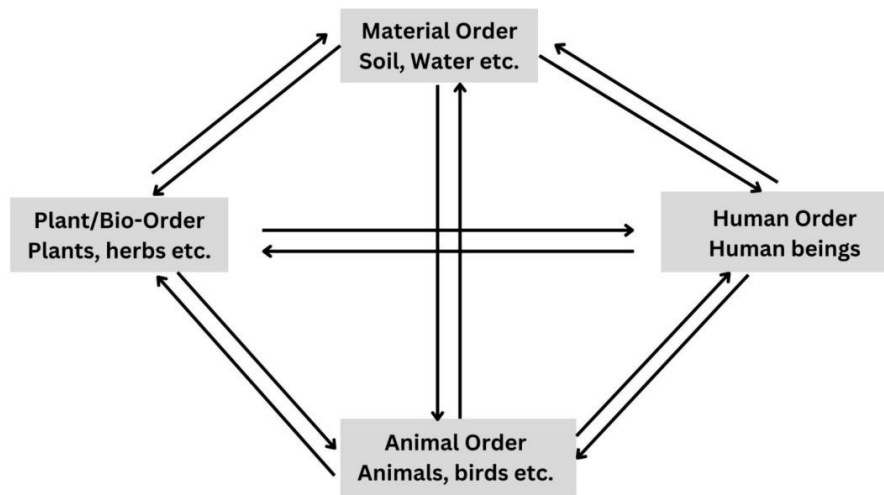 Material Order
Soil, Water etc.
Plant/Bio-Order
Plants, herbs etc.
Human Order
Human beings
Animal Order
Animals, birds etc.